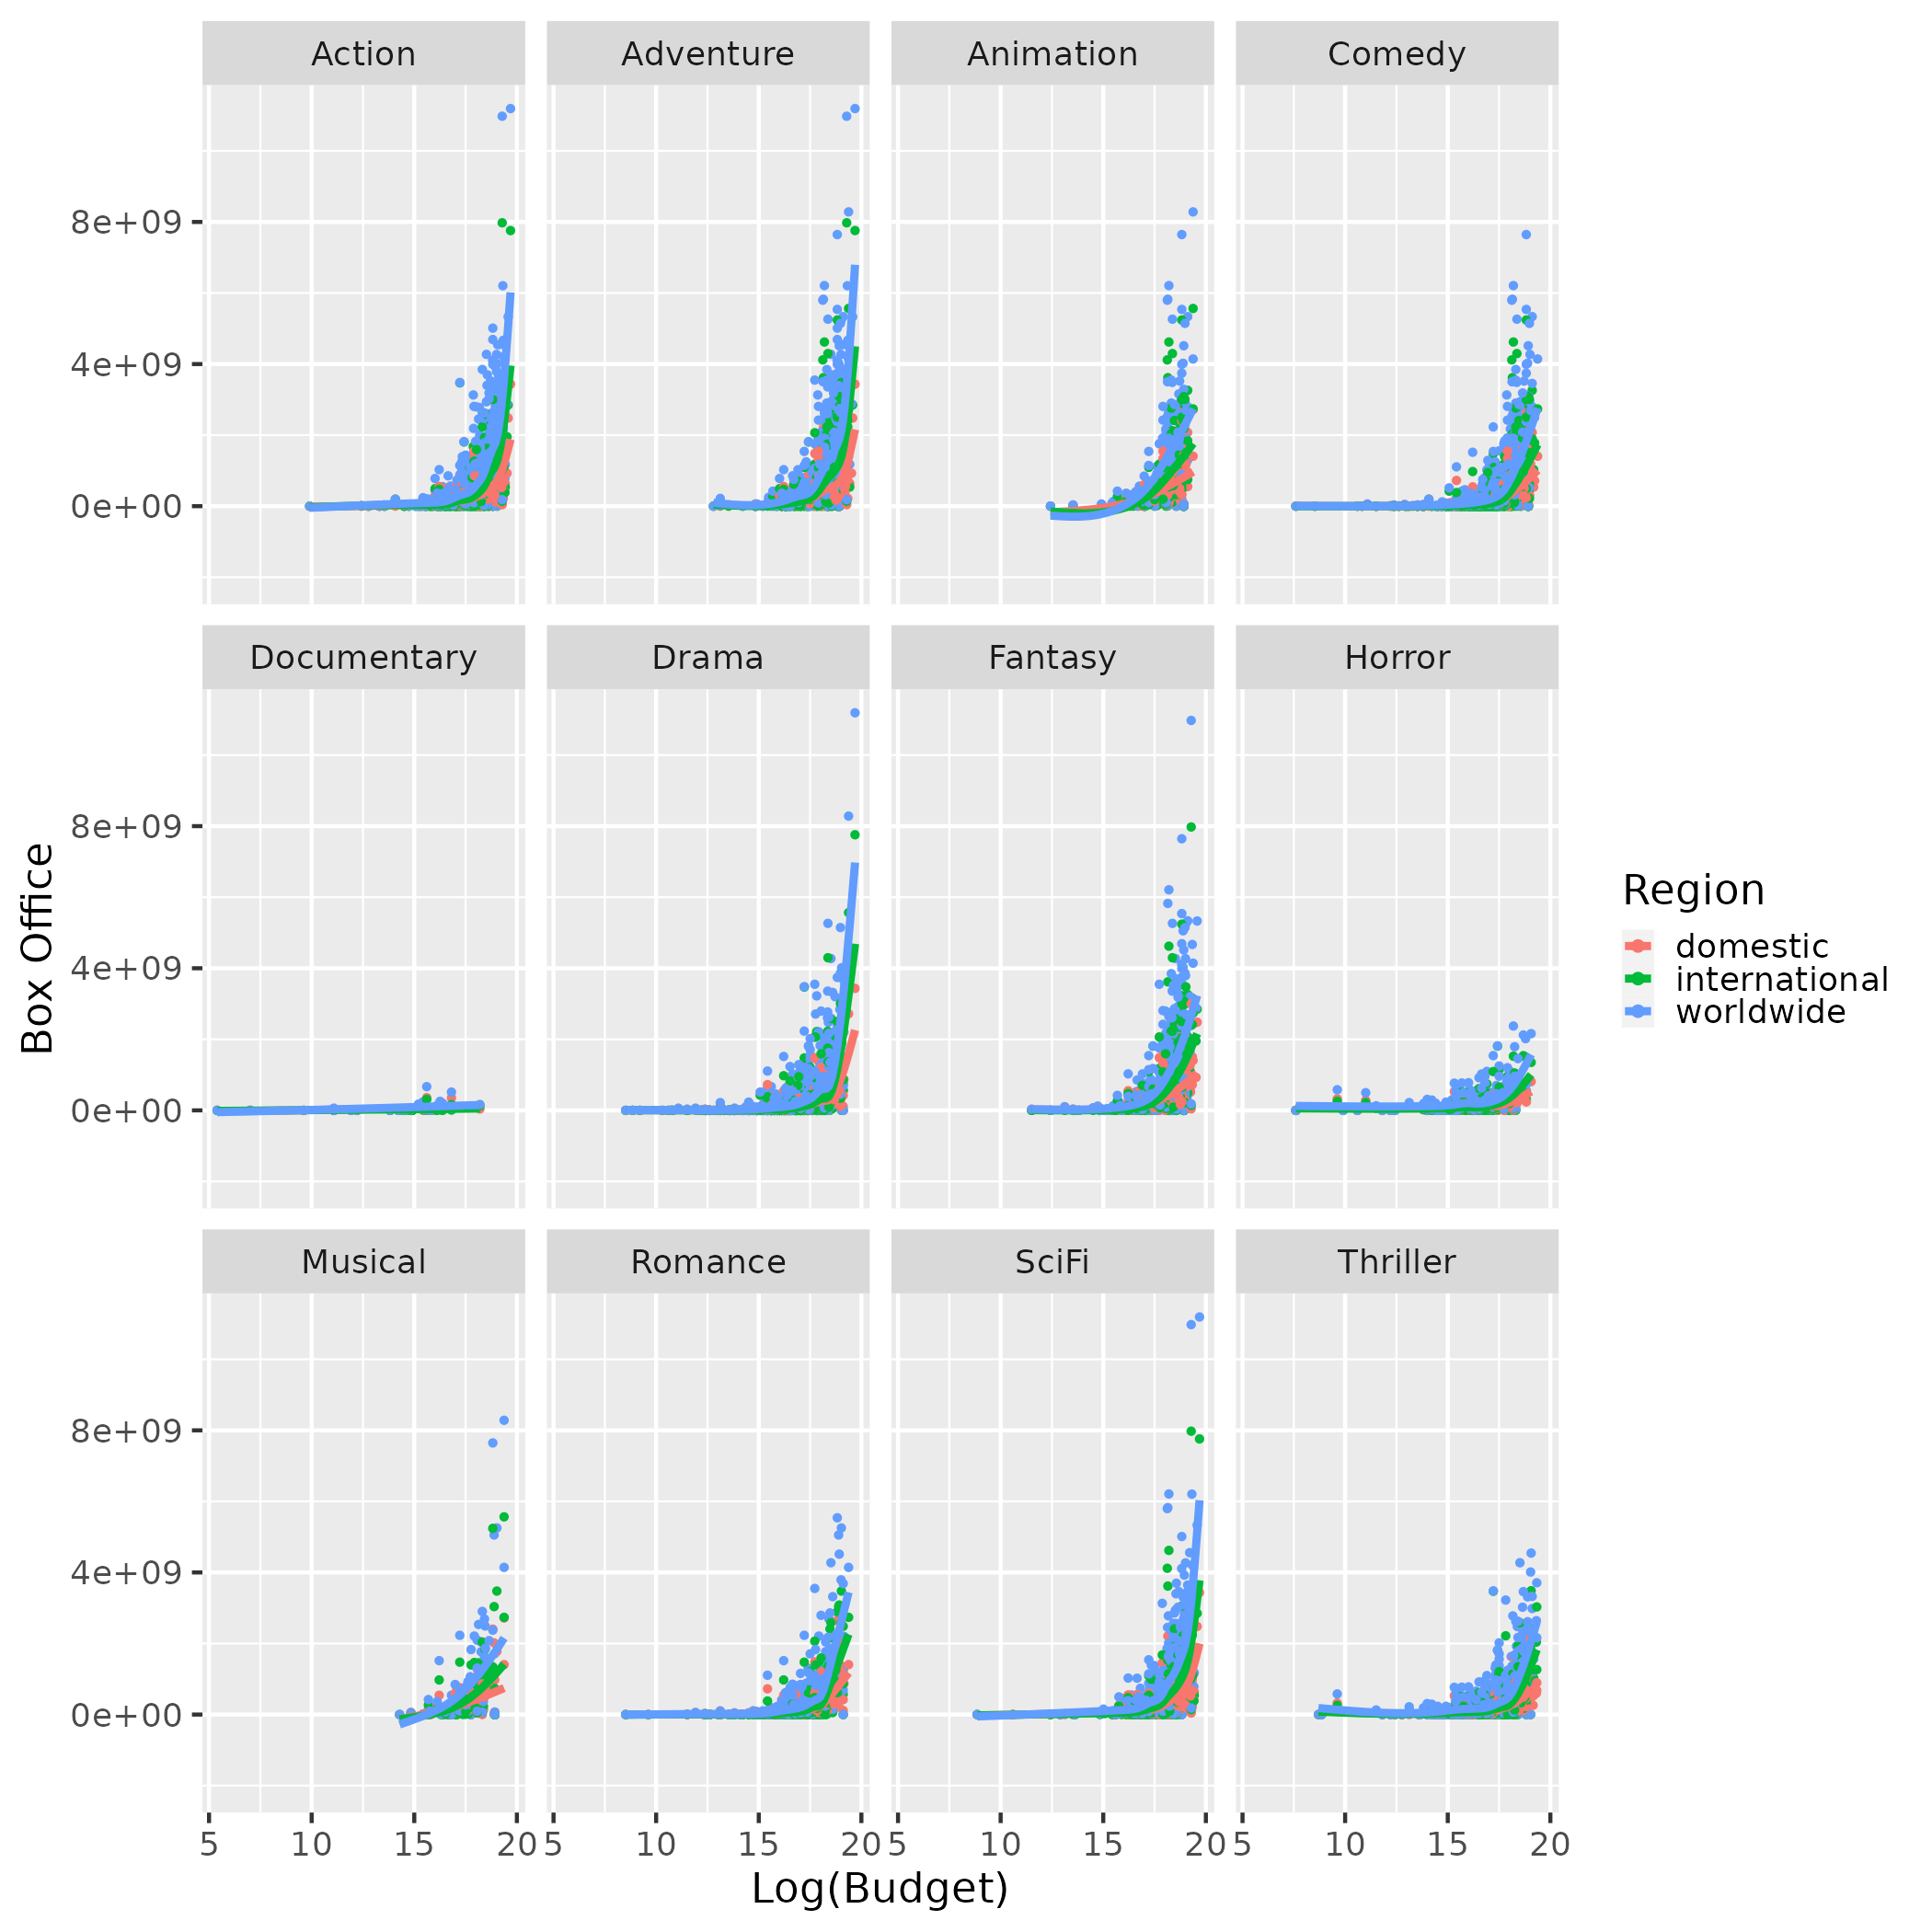 Action Adventure Animation Comedy
8e+09
4e+09
0e+00
Documentary Drama Fantasy Horror
8e+09
4e+09
0e+00
Musical Romance SciFi Thriller
8e+09
4e+09
0e+00
5 10 15 20 5 10 15 20 5 10 15 20 5 10 15 20
Log(Budget)
Box Office
Region
domestic
international
worldwide